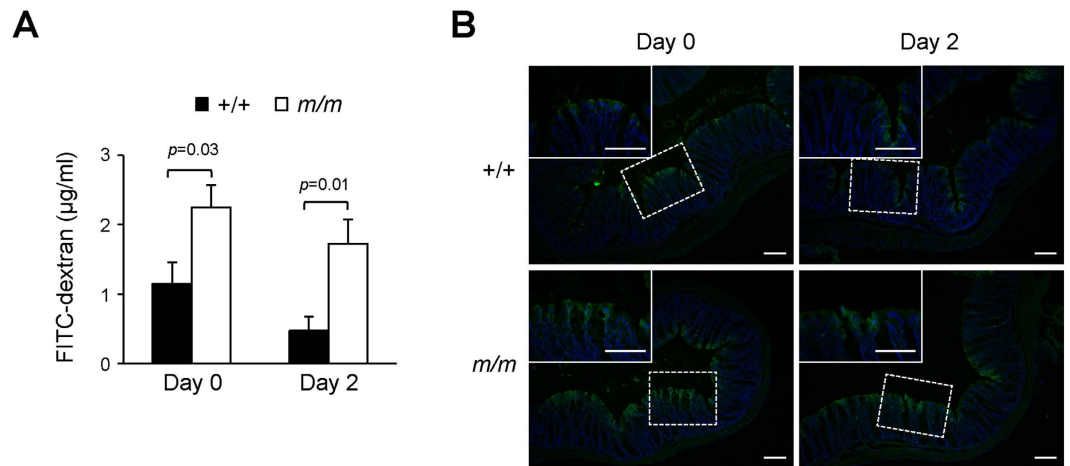 A
+/+ m/m
FITC-dextran (µg/ml)
3
2
1
0
p=0.03
p=0.01
Day 0 Day 2
B
Day 0 Day 2
+/+
m/m